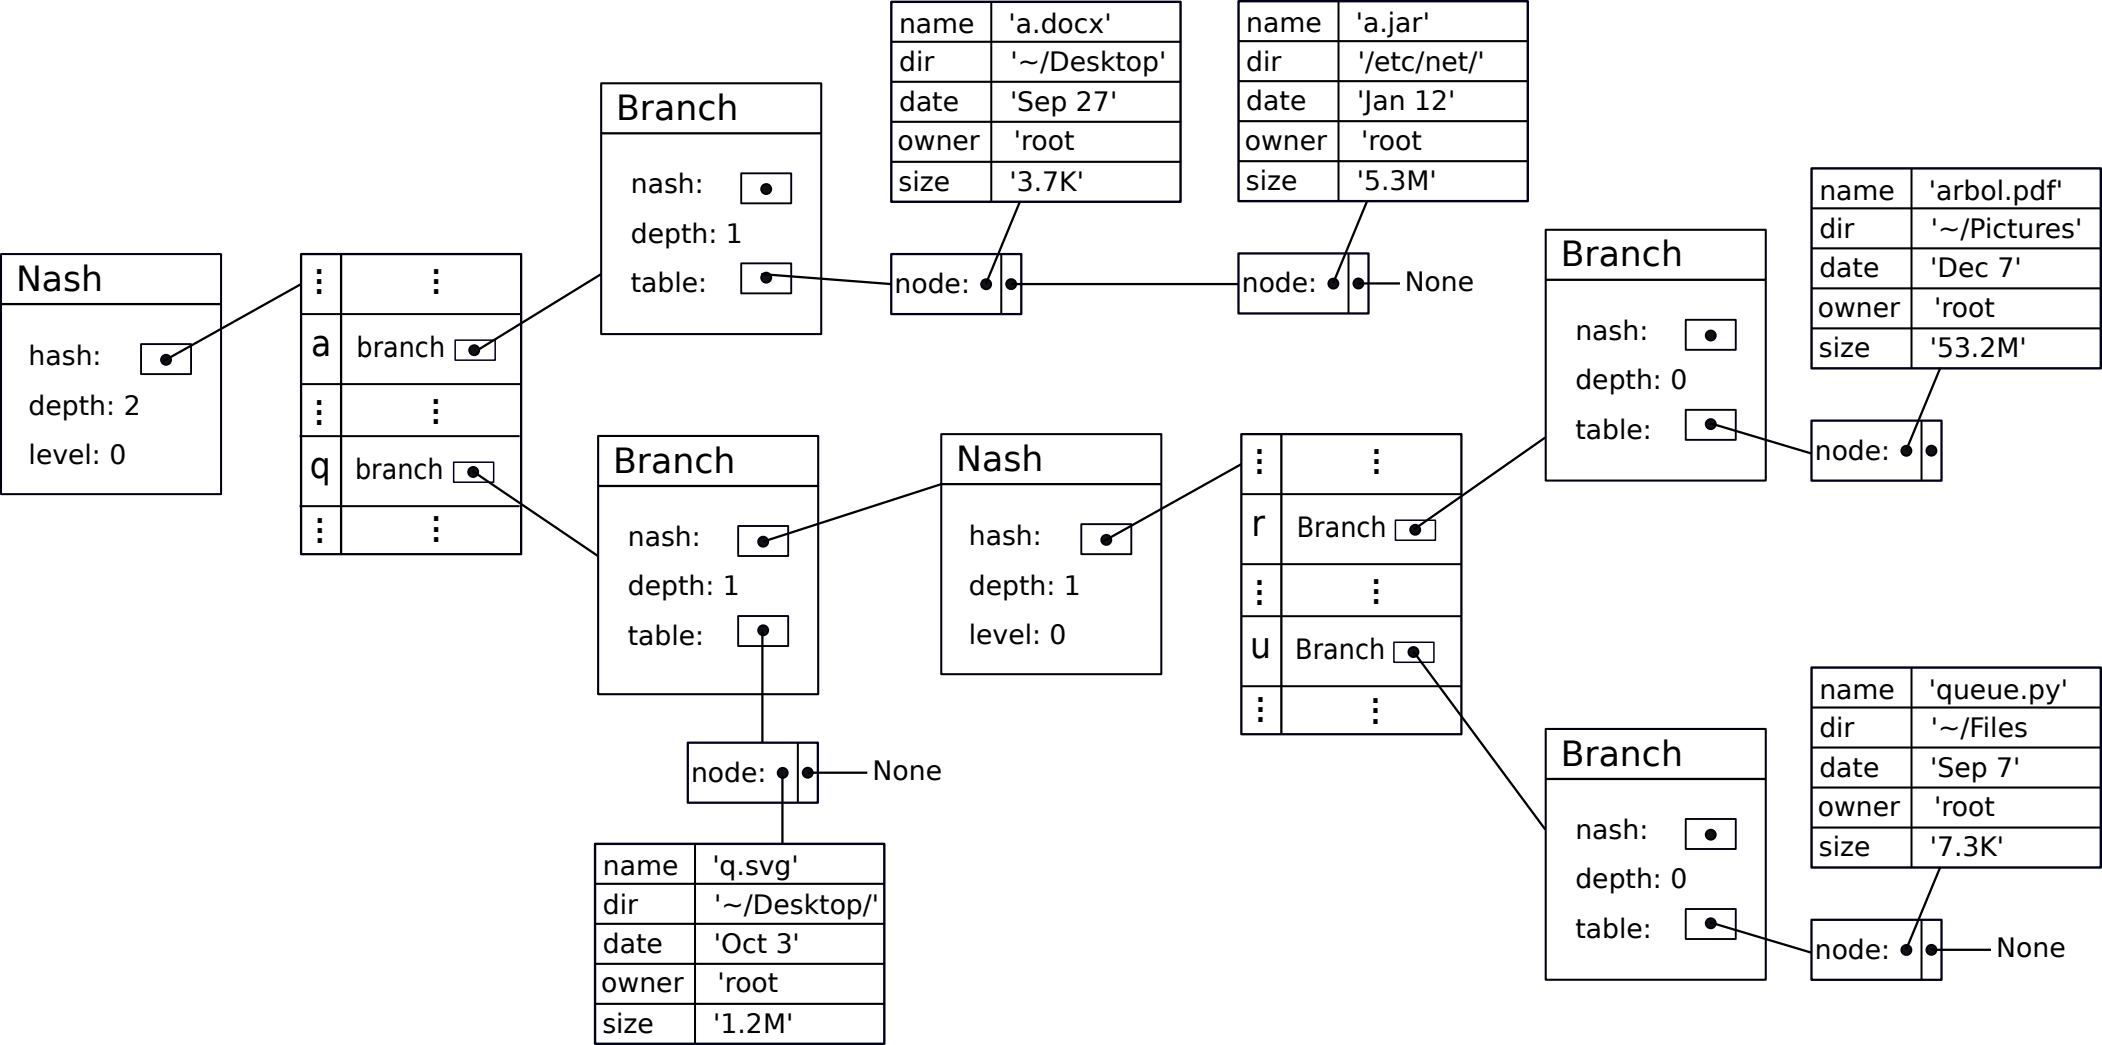 Nash
hash:
depth: 2
level: 0
⋮ ⋮
a branch
⋮ ⋮
q branch
⋮ ⋮
Branch
nash:
depth: 1
table:
name 'a.docx'
dir '~/Desktop'
date 'Sep 27'
owner 'root
size '3.7K'
node:
name 'a.jar'
dir '/etc/net/'
date 'Jan 12'
owner 'root
size '5.3M'
node:
None
Branch
nash:
depth: 1
table:
node:
None
name 'q.svg'
dir '~/Desktop/'
date 'Oct 3'
owner 'root
size '1.2M'
Nash
hash:
depth: 1
level: 0
⋮ ⋮
r Branch
⋮ ⋮
u Branch
⋮ ⋮
Branch
nash:
depth: 0
table:
name 'arbol.pdf'
dir '~/Pictures'
date 'Dec 7'
owner 'root
size '53.2M'
node:
Branch
nash:
depth: 0
table:
name 'queue.py'
dir '~/Files
date 'Sep 7'
owner 'root
size '7.3K'
node:
None